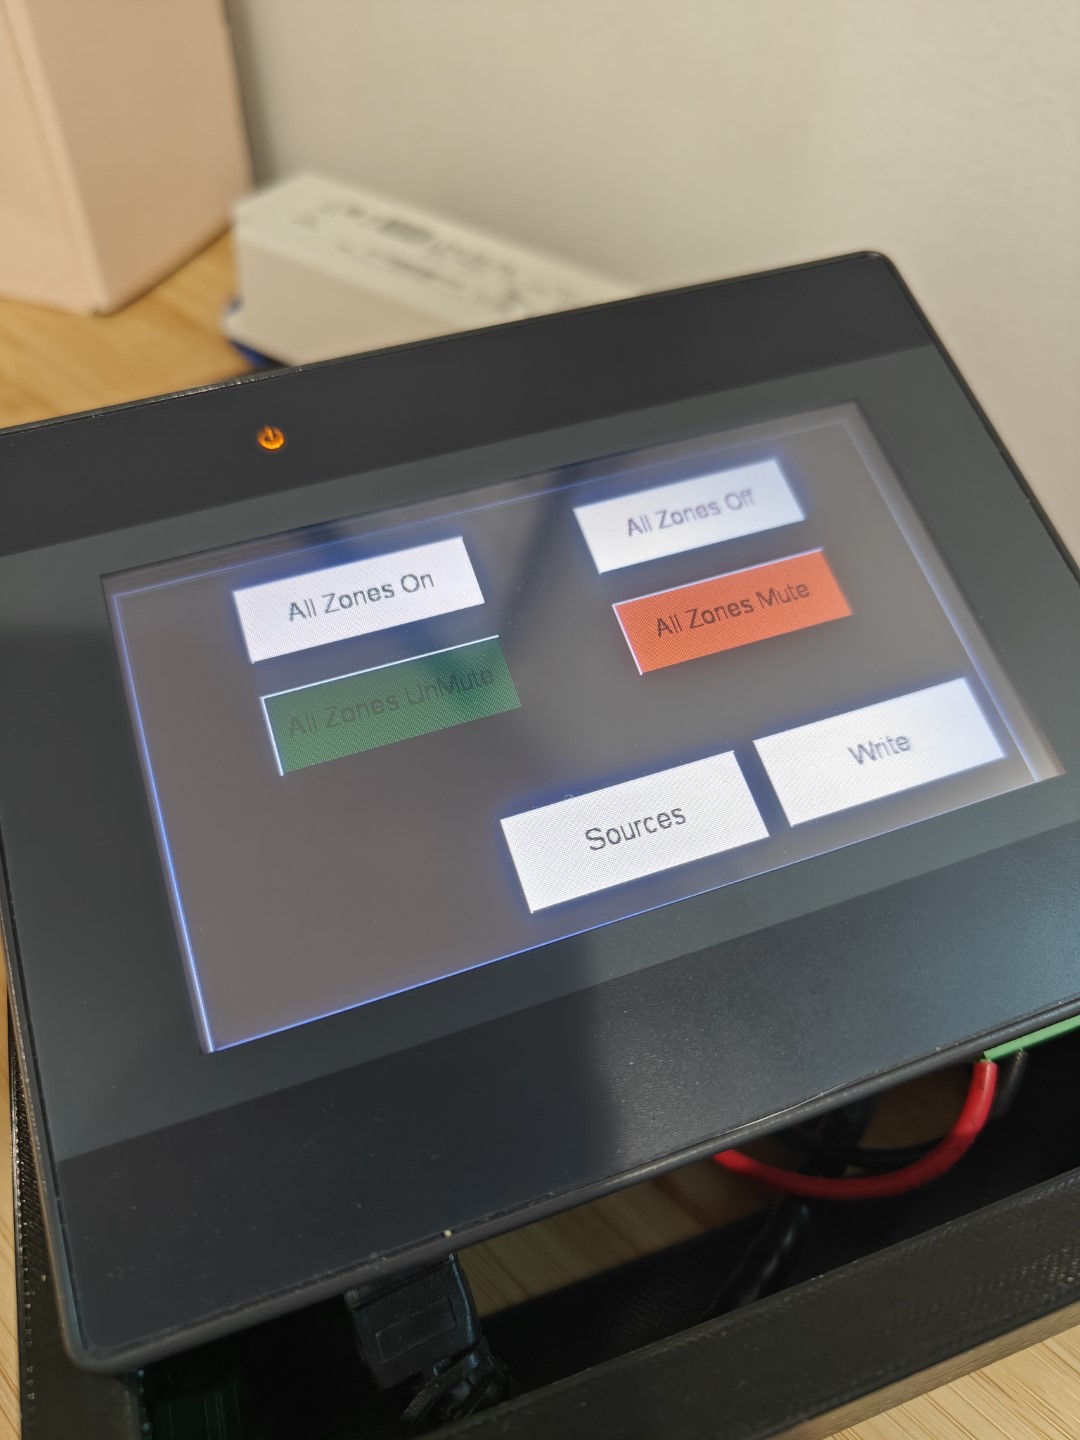 All Zones On
All Zones Off
All Zones UnMute
All Zones Mute
Sources
Write